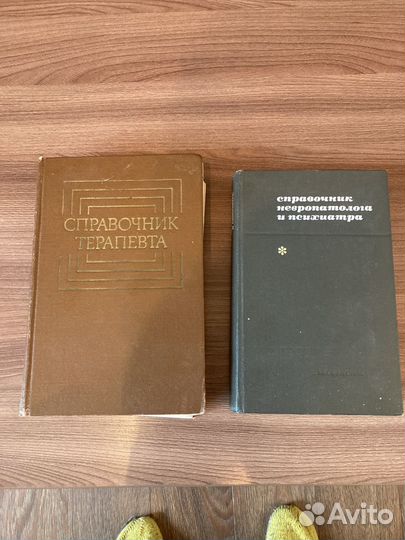 СПРАВОЧНИК
ТЕРАПЕВТА
справочник
невропатолога
и психиатра
Avito